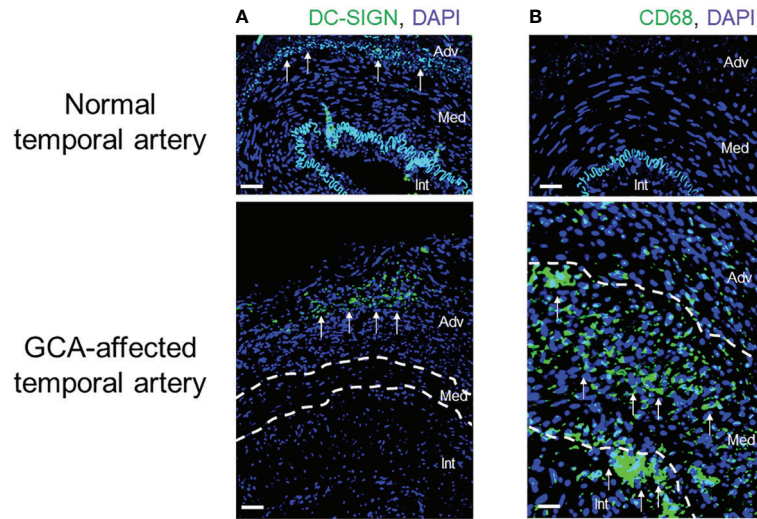 A
B
DC-SIGN, DAPI
CD68, DAPI
Normal
temporal artery
Adv
Med
Int
Adv
Med
Int
GCA-affected
temporal artery
Adv
Med
Int
Adv
Med
Int